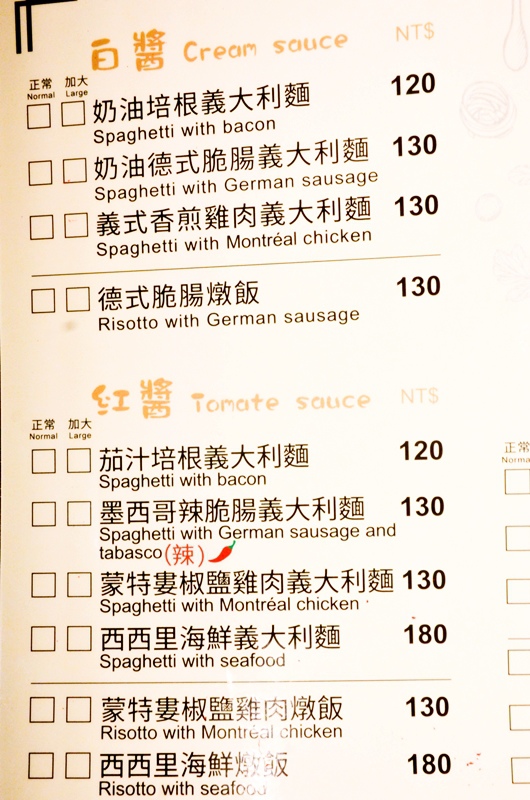 白醬 Cream sauce NT$
正常 加大
Normal Large
奶油培根義大利麵 120
Spaghetti with bacon
奶油德式脆腸義大利麵 130
Spaghetti with German sausage
義式香煎雞肉義大利麵 130
Spaghetti with Montréal chicken
德式脆腸燉飯 130
Risotto with German sausage
紅醬 Tomate sauce NT$
正常 加大
Normal Large
茄汁培根義大利麵 120
Spaghetti with bacon
墨西哥辣脆腸義大利麵 130
Spaghetti with German sausage and
tabasco(辣)
蒙特婁椒鹽雞肉義大利麵 130
Spaghetti with Montréal chicken
西西里海鮮義大利麵 180
Spaghetti with seafood
蒙特婁椒鹽雞肉燉飯 130
Risotto with Montréal chicken
西西里海鮮燉飯 180
Risotto with seafood
正常